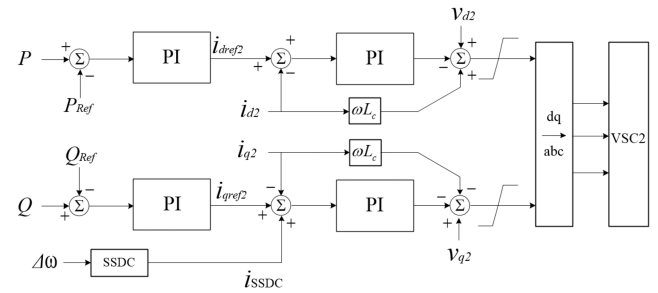 P
+
Σ
−
P_Ref
PI
i_dref2
+
Σ
+
−
PI
v_d2
−
+
Σ
+
i_d2
ωL_c
dq
abc
VSC2
i_q2
ωL_c
Q_Ref
−
Q
+
Σ
PI
i_qref2
−
+
Σ
+
PI
−
−
Σ
+
v_q2
Δω
SSDC
i_SSDC